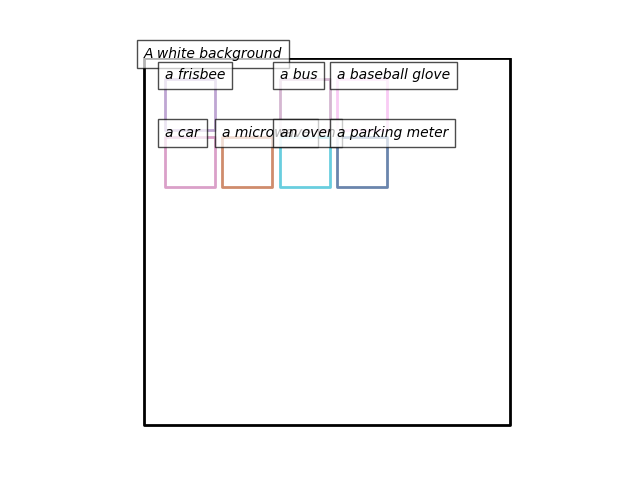 A white background
a frisbee
a bus
a baseball glove
a car
a microwave
an oven
a parking meter